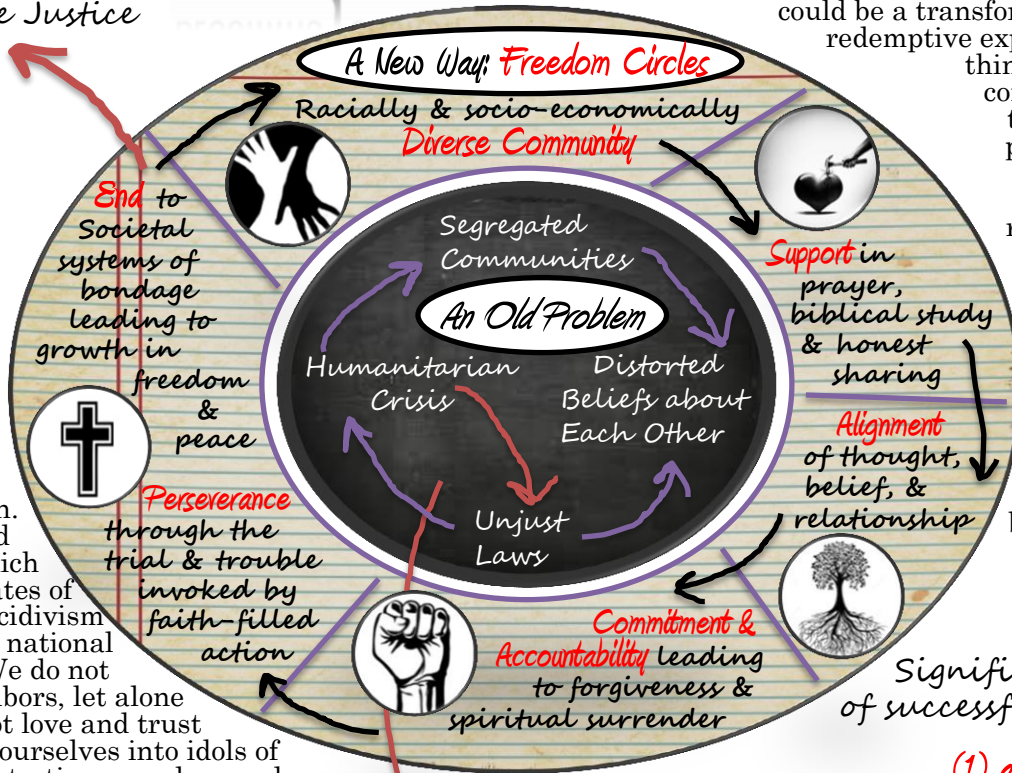 e Justice
could be a transfor
redemptive exp
thin
co
A New Way: Freedom Circles
Racially & socio-economically
Diverse Community
Support in
prayer,
biblical study
& honest
sharing
Alignment
of thought,
belief, &
relationship
Commitment &
Accountability leading
to forgiveness &
spiritual surrender
Perseverance
through the
trial & trouble
invoked by
faith-filled
action
End to
Societal
systems of
bondage
leading to
growth in
freedom
&
peace
An Old Problem
Segregated
Communities
Distorted
Beliefs about
Each Other
Unjust
Laws
Humanitarian
Crisis
n.
d
ich
ates of
cidivism
national
We do not
bors, let alone
ot love and trust
ourselves into idols of
Signifi
of successf
(1)